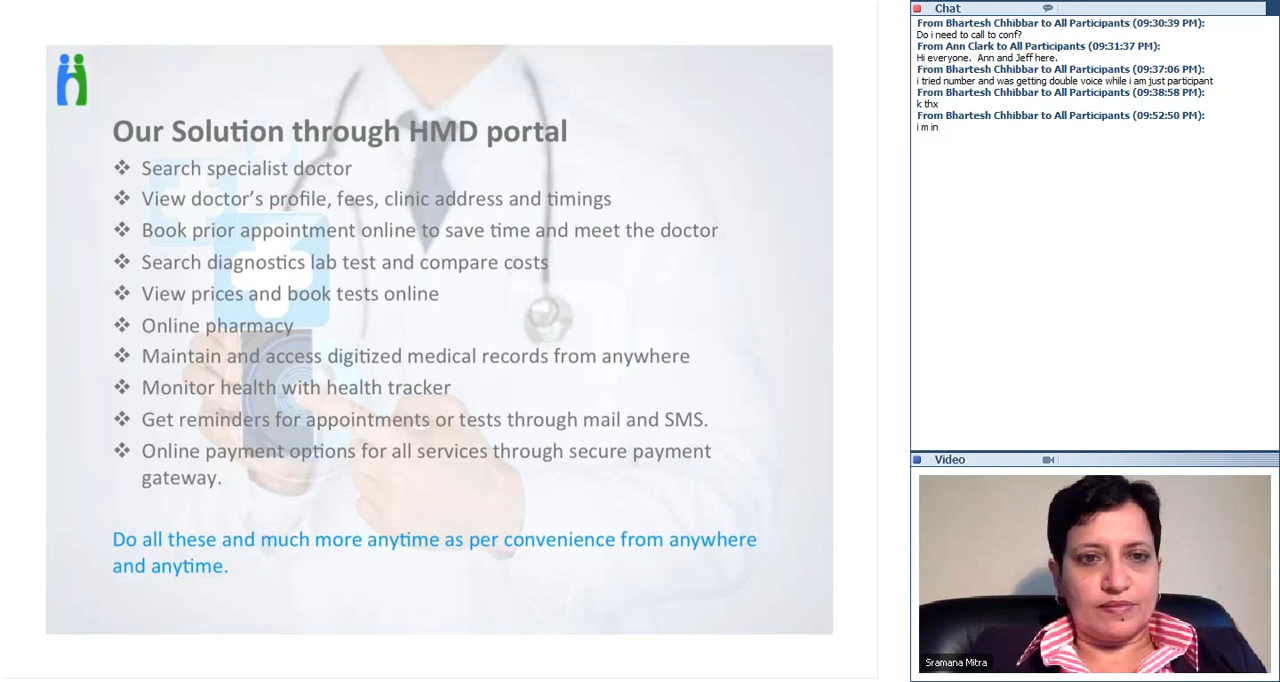 Our Solution through HMD portal
❖ Search specialist doctor
❖ View doctor’s profile, fees, clinic address and timings
❖ Book prior appointment online to save time and meet the doctor
❖ Search diagnostics lab test and compare costs
❖ View prices and book tests online
❖ Online pharmacy
❖ Maintain and access digitized medical records from anywhere
❖ Monitor health with health tracker
❖ Get reminders for appointments or tests through mail and SMS.
❖ Online payment options for all services through secure payment
gateway.
Do all these and much more anytime as per convenience from anywhere
and anytime.
Chat
From Bhartesh Chhibbar to All Participants (09:30:39 PM):
Do i need to call to conf?
From Ann Clark to All Participants (09:31:37 PM):
Hi everyone. Ann and Jeff here.
From Bhartesh Chhibbar to All Participants (09:37:06 PM):
i tried number and was getting double voice while i am just participant
From Bhartesh Chhibbar to All Participants (09:38:58 PM):
k thx
From Bhartesh Chhibbar to All Participants (09:52:50 PM):
i m in
Video
Sramana Mitra